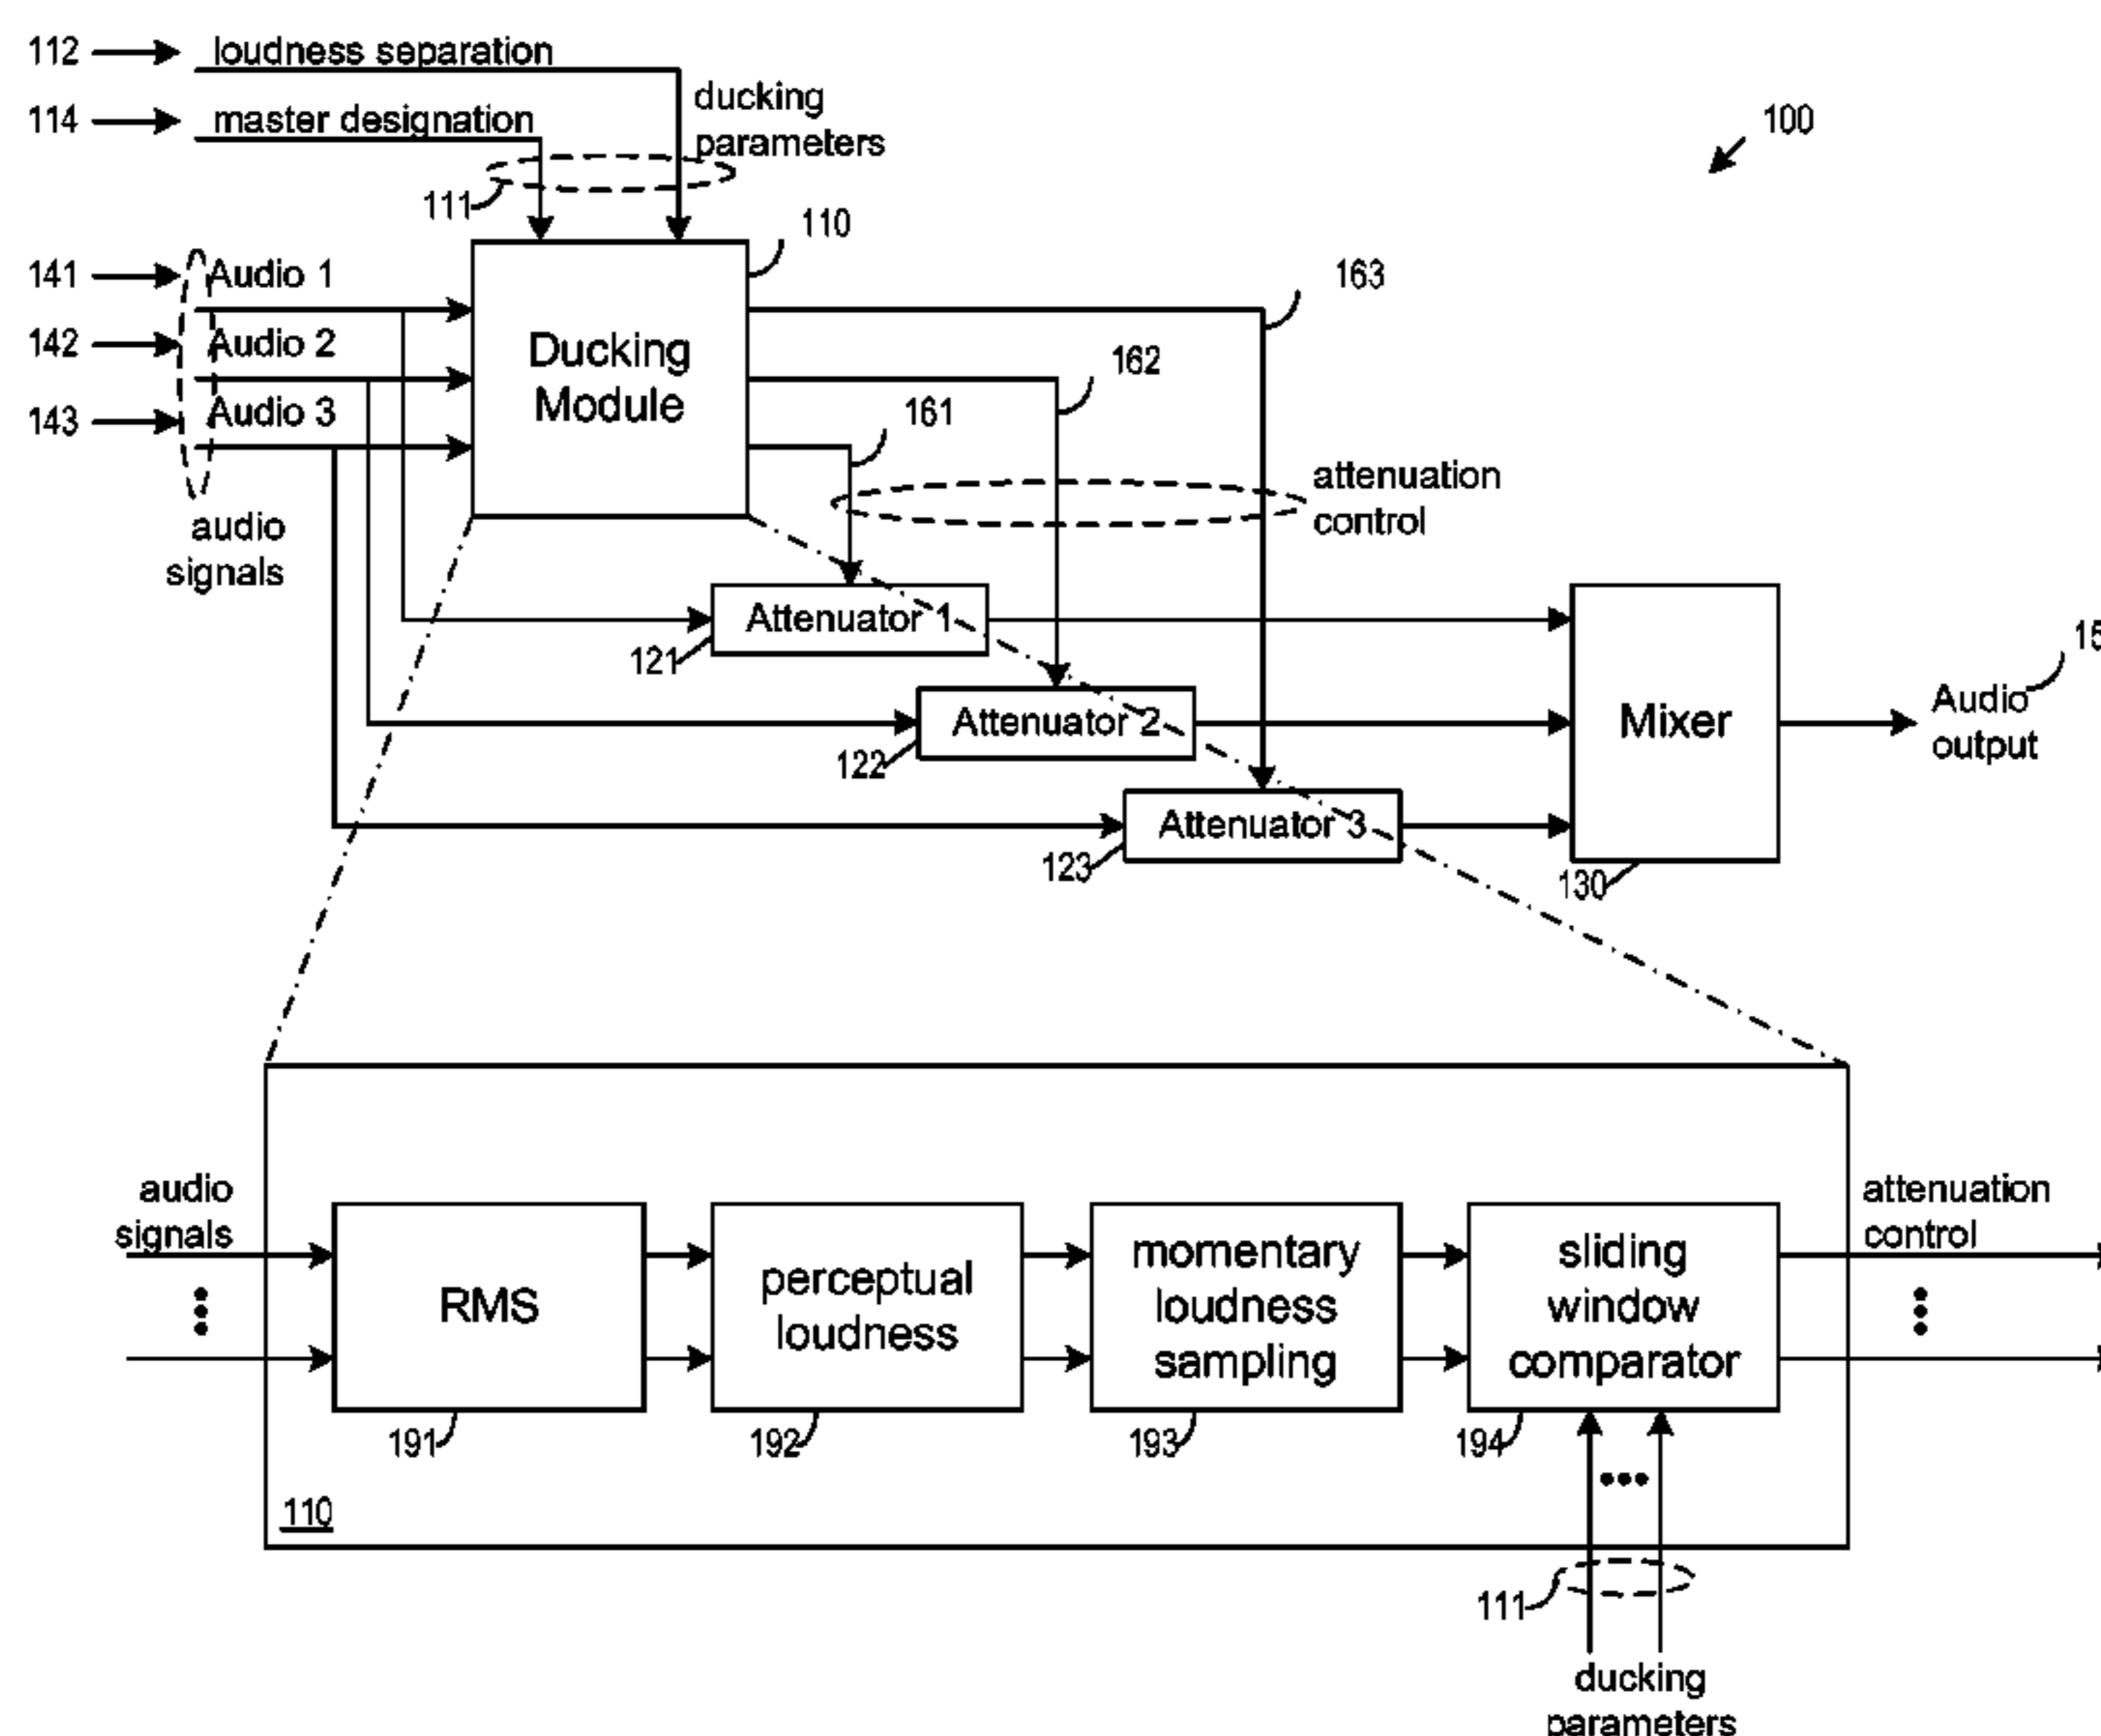 112 loudness separation
114 master designation
ducking
parameters
100
111
110
141 Audio 1
142 Audio 2
143 Audio 3
audio
signals
Ducking
Module
163
162
161
attenuation
control
Attenuator 1
121
Attenuator 2
122
Attenuator 3
123
Mixer
130
15
Audio
output
audio
signals
RMS
191
perceptual
loudness
192
momentary
loudness
sampling
193
sliding
window
comparator
194
attenuation
control
110
111
ducking
parameters